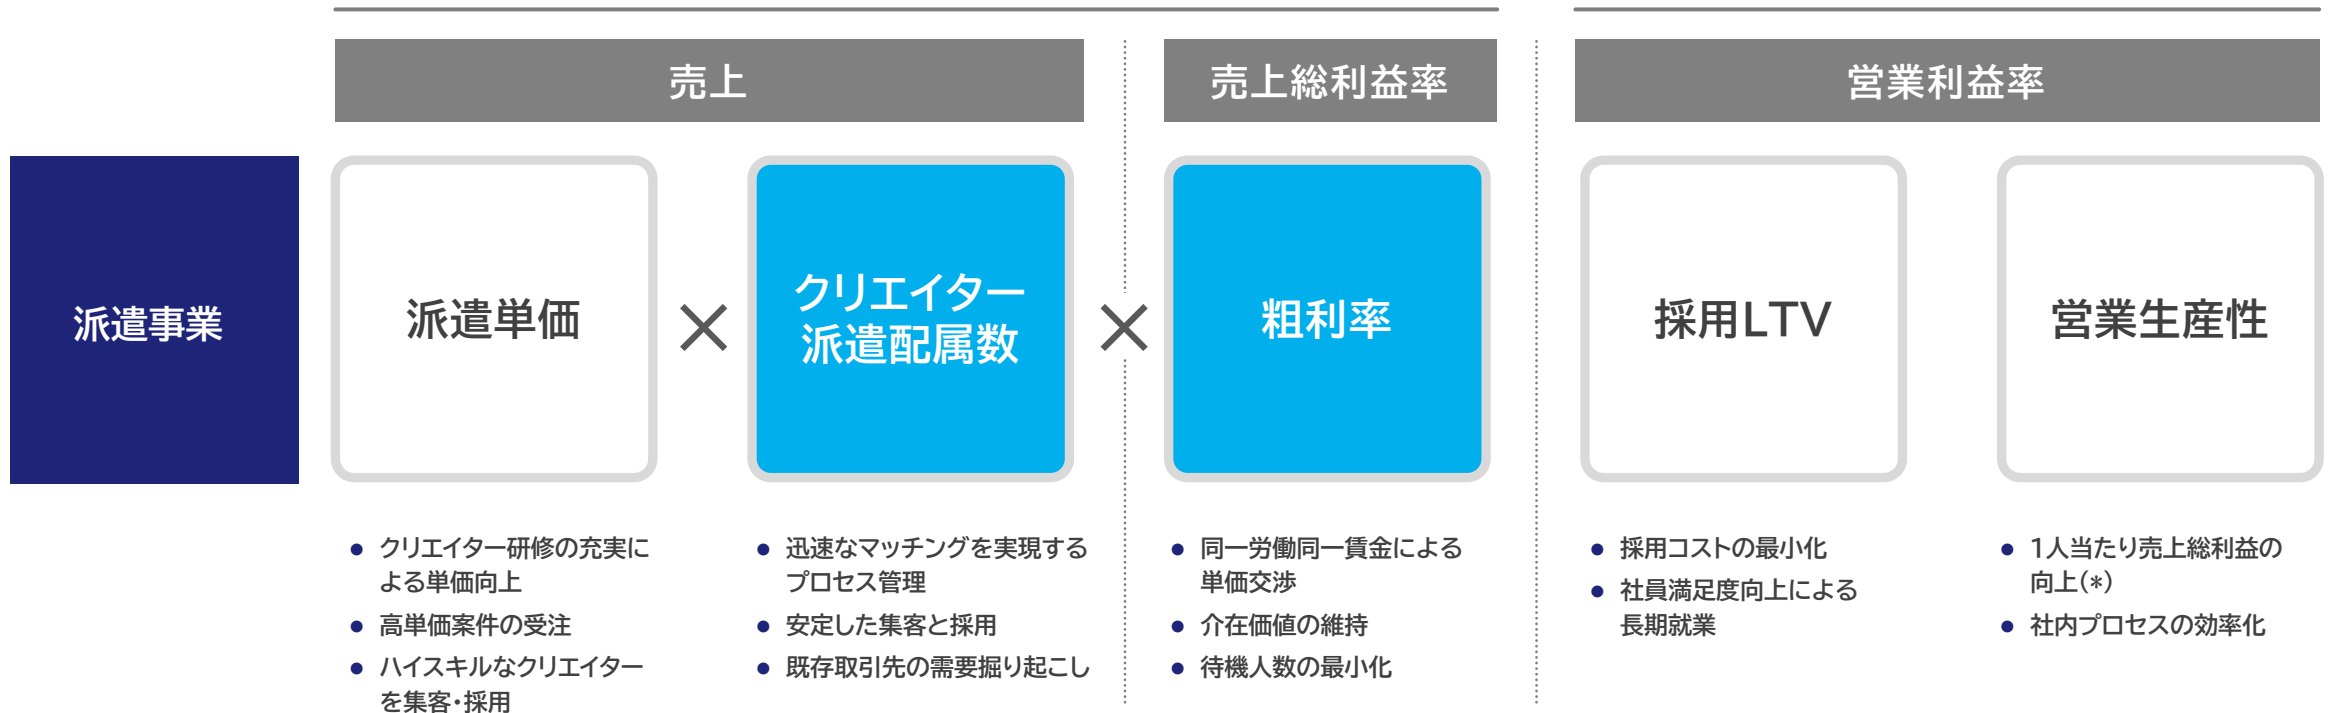 売上
売上総利益率
営業利益率
派遣事業
派遣単価
×
クリエイター
派遣配属数
×
粗利率
採用LTV
営業生産性
● クリエイター研修の充実に
よる単価向上
● 高単価案件の受注
● ハイスキルなクリエイター
を集客・採用
● 迅速なマッチングを実現する
プロセス管理
● 安定した集客と採用
● 既存取引先の需要掘り起こし
● 同一労働同一賃金による
単価交渉
● 介在価値の維持
● 待機人数の最小化
● 採用コストの最小化
● 社員満足度向上による
長期就業
● 1人当たり売上総利益の
向上(*)
● 社内プロセスの効率化